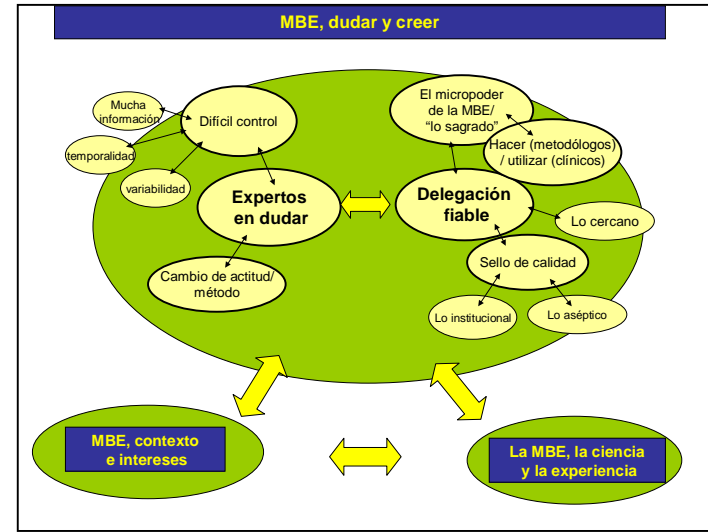 MBE, dudar y creer
Mucha
información
temporalidad
variabilidad
Difícil control
Expertos
en dudar
Cambio de actitud/
método
El micropoder
de la MBE/
“lo sagrado”
Hacer (metodólogos)
/ utilizar (clínicos)
Delegación
fiable
Lo cercano
Sello de calidad
Lo institucional
Lo aséptico
MBE, contexto
e intereses
La MBE, la ciencia
y la experiencia